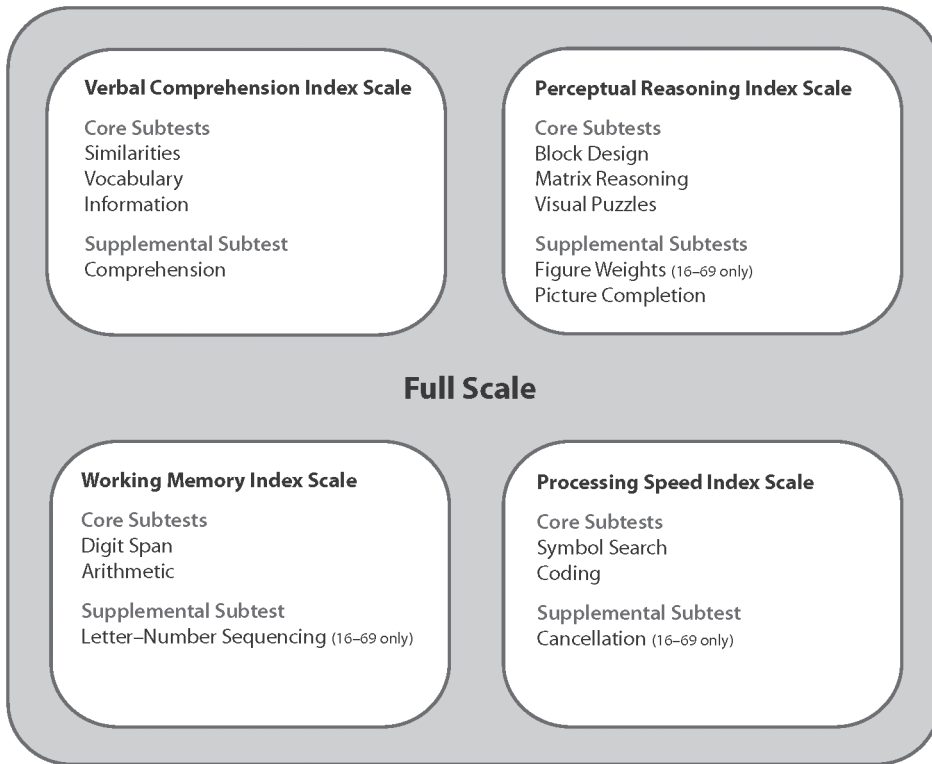 Verbal Comprehension Index Scale
Core Subtests
Similarities
Vocabulary
Information
Supplemental Subtest
Comprehension
Perceptual Reasoning Index Scale
Core Subtests
Block Design
Matrix Reasoning
Visual Puzzles
Supplemental Subtests
Figure Weights (16–69 only)
Picture Completion
Full Scale
Working Memory Index Scale
Core Subtests
Digit Span
Arithmetic
Supplemental Subtest
Letter–Number Sequencing (16–69 only)
Processing Speed Index Scale
Core Subtests
Symbol Search
Coding
Supplemental Subtest
Cancellation (16–69 only)